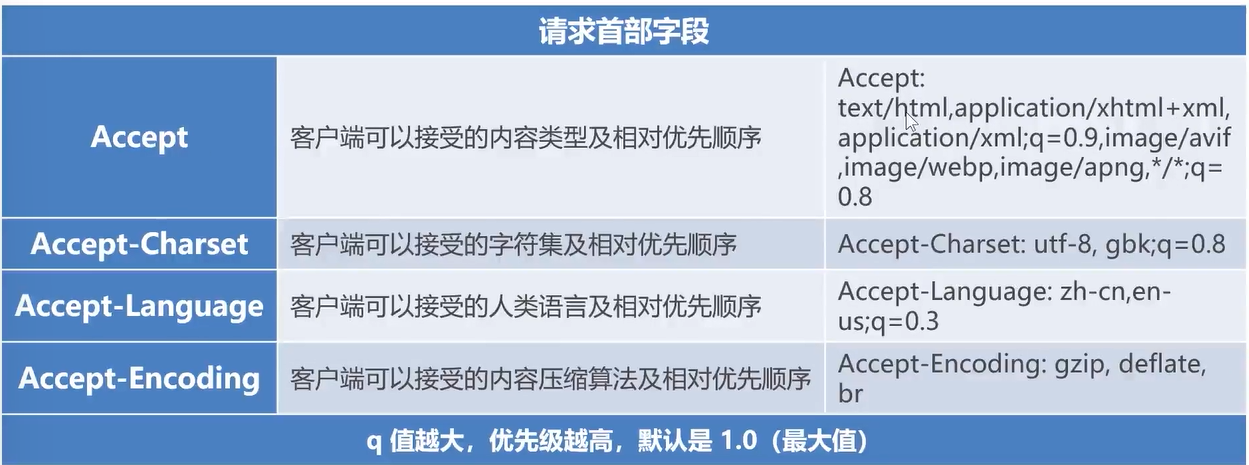 请求首部字段
Accept
客户端可以接受的内容类型及相对优先顺序
Accept:
text/html,application/xhtml+xml,
application/xml;q=0.9,image/avif
,image/webp,image/apng,*/*;q=
0.8
Accept-Charset
客户端可以接受的字符集及相对优先顺序
Accept-Charset: utf-8, gbk;q=0.8
Accept-Language
客户端可以接受的人类语言及相对优先顺序
Accept-Language: zh-cn,en-
us;q=0.3
Accept-Encoding
客户端可以接受的内容压缩算法及相对优先顺序
Accept-Encoding: gzip, deflate,
br
q 值越大，优先级越高，默认是 1.0（最大值）